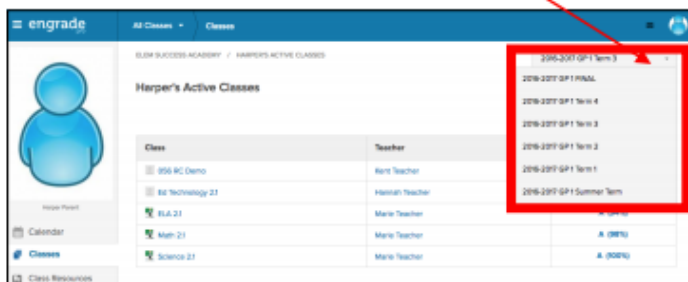 engrade
All Classes Classes
ELEM SUCCESS ACADEMY / HARPER'S ACTIVE CLASSES
2016-2017 GP1 Term 3
Harper's Active Classes
2016-2017 GP1 FINAL
2016-2017 GP1 Term 4
2016-2017 GP1 Term 3
2016-2017 GP1 Term 2
2016-2017 GP1 Term 1
2016-2017 GP1 Summer Term
Class Teacher
056 RC Demo Kent Teacher
Ed Technology 2.1 Hannah Teacher
ELA 2.1 Marie Teacher
Math 2.1 Marie Teacher A (98%)
Science 2.1 Marie Teacher A (100%)
Harper Parent
Calendar
Classes
Class Resources